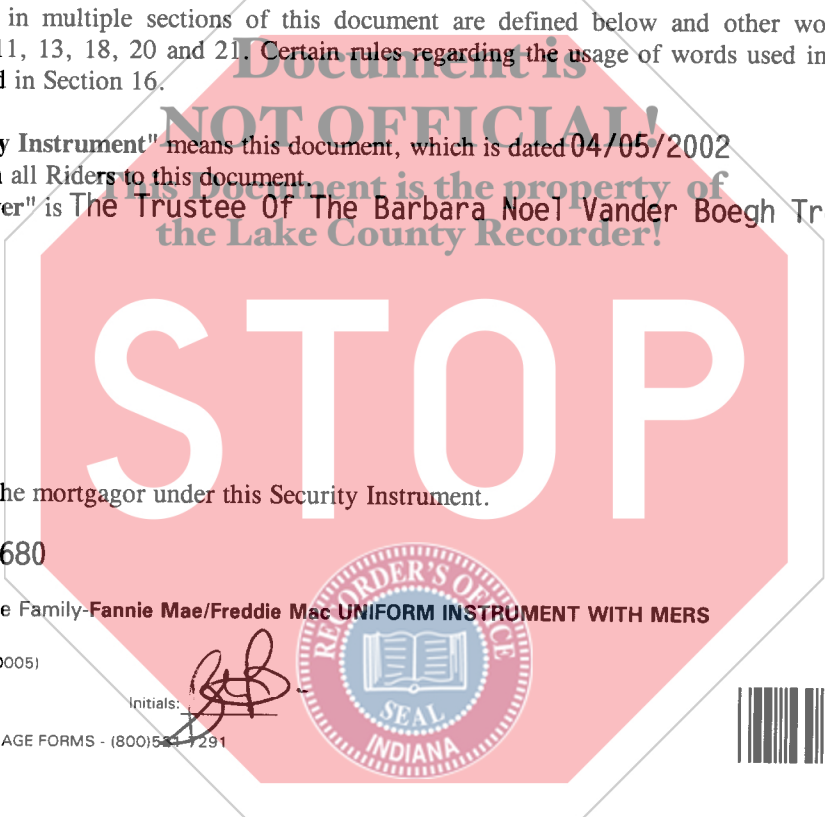 in multiple sections of this document are defined below and other wo
11, 13, 18, 20 and 21. Certain rules regarding the usage of words used in
d in Section 16.
Document is
NOT OFFICIAL!
This Document is the property of
the Lake County Recorder!
y Instrument" means this document, which is dated 04/05/2002
all Riders to this document.
er" is The Trustee Of The Barbara Noel Vander Boegh Tr
STOP
he mortgagor under this Security Instrument.
680
e Family-Fannie Mae/Freddie Mac UNIFORM INSTRUMENT WITH MERS
0005)
Initials:
AGE FORMS - (800)521-7291
RECORDER'S OFFICE
SEAL
INDIANA